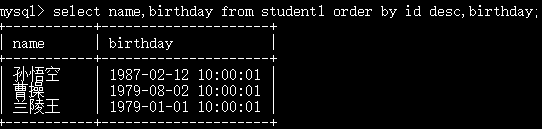 mysql> select name,birthday from student1 order by id desc,birthday;
+--------+---------------------+
| name | birthday |
+--------+---------------------+
| 孙悟空 | 1987-02-12 10:00:01 |
| 曹操 | 1979-08-02 10:00:01 |
| 兰陵王 | 1979-01-01 10:00:01 |
+--------+---------------------+